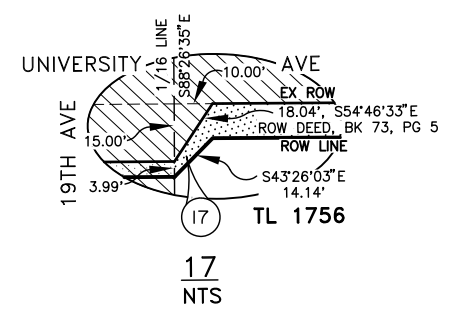 UNIVERSITY AVE
1/16 LINE
S88°26'35"E
10.00'
EX ROW
18.04', S54°46'33"E
ROW DEED, BK 73, PG 5
ROW LINE
19TH AVE
15.00'
3.99'
S43°26'03"E
14.14'
17
TL 1756
17
NTS